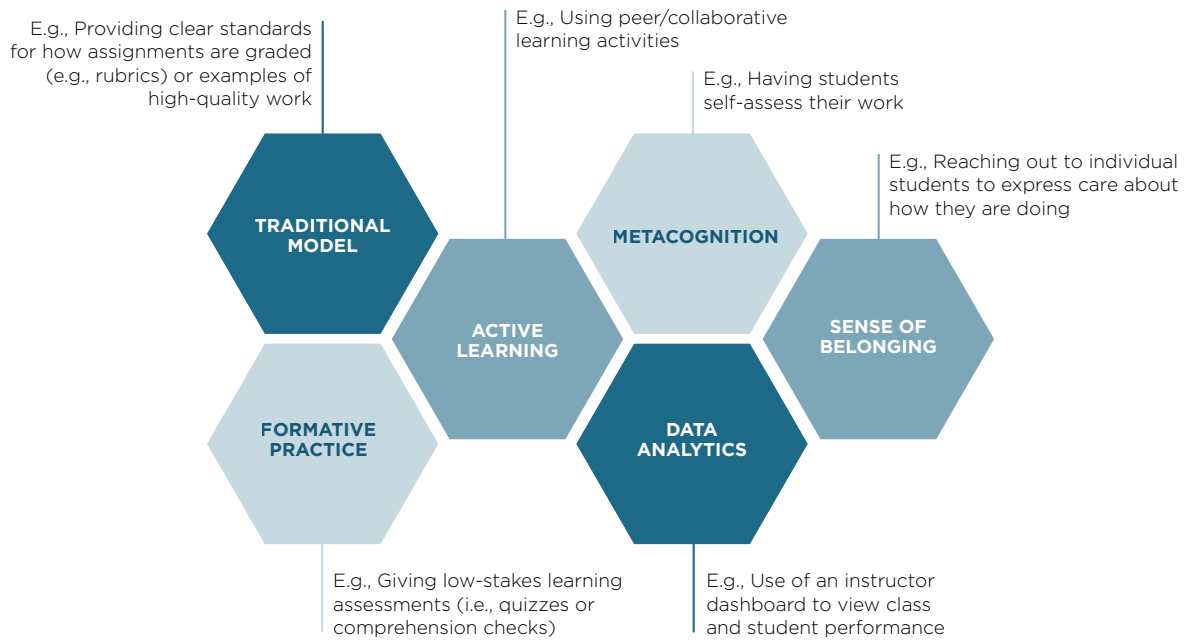 E.g., Providing clear standards
for how assignments are graded
(e.g., rubrics) or examples of
high-quality work
E.g., Using peer/collaborative
learning activities
E.g., Having students
self-assess their work
E.g., Reaching out to individual
students to express care about
how they are doing
TRADITIONAL
MODEL
ACTIVE
LEARNING
METACOGNITION
SENSE OF
BELONGING
FORMATIVE
PRACTICE
DATA
ANALYTICS
E.g., Giving low-stakes learning
assessments (i.e., quizzes or
comprehension checks)
E.g., Use of an instructor
dashboard to view class
and student performance